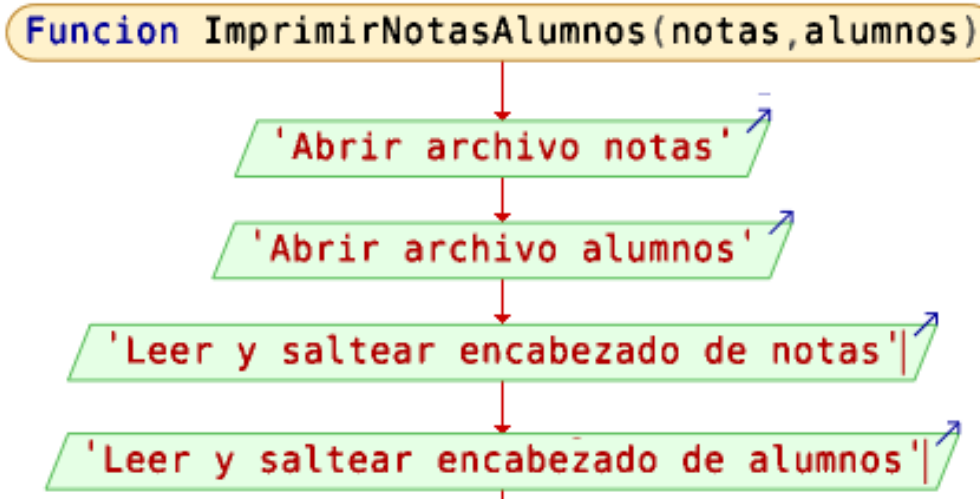 Funcion ImprimirNotasAlumnos(notas,alumnos)
'Abrir archivo notas'
'Abrir archivo alumnos'
'Leer y saltear encabezado de notas'
'Leer y saltear encabezado de alumnos'